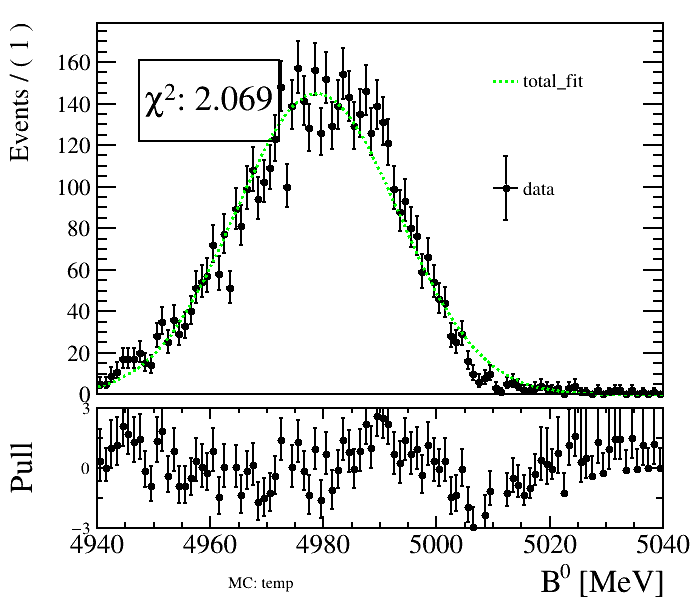 Events / ( 1 )
160
140
120
100
80
60
40
20
0
χ²: 2.069
total_fit
data
Pull
3
0
−3
4940 4960 4980 5000 5020 5040
MC: temp
B⁰ [MeV]